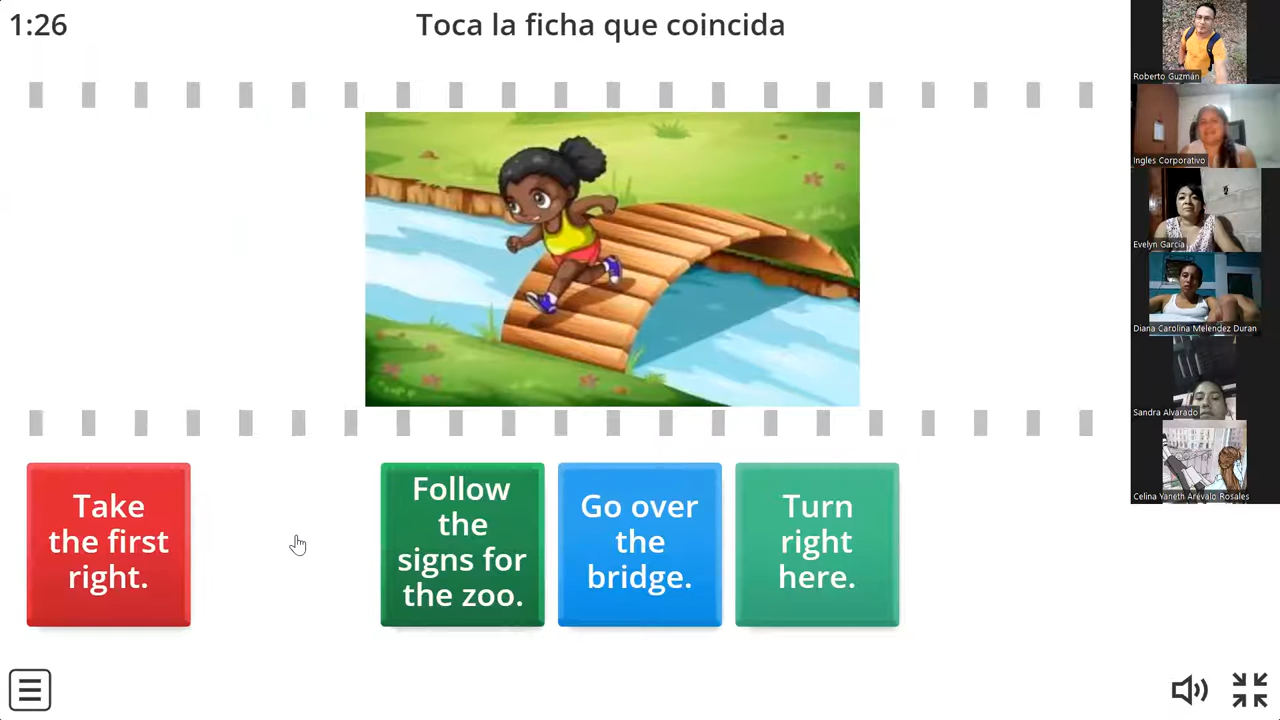 1:26
Toca la ficha que coincida
Take
the first
right.
Follow
the
signs for
the zoo.
Go over
the
bridge.
Turn
right
here.
Roberto Guzmán
Ingles Corporativo
Evelyn García
Diana Carolina Melendez Duran
Sandra Alvarado
Celina Yaneth Arévalo Rosales